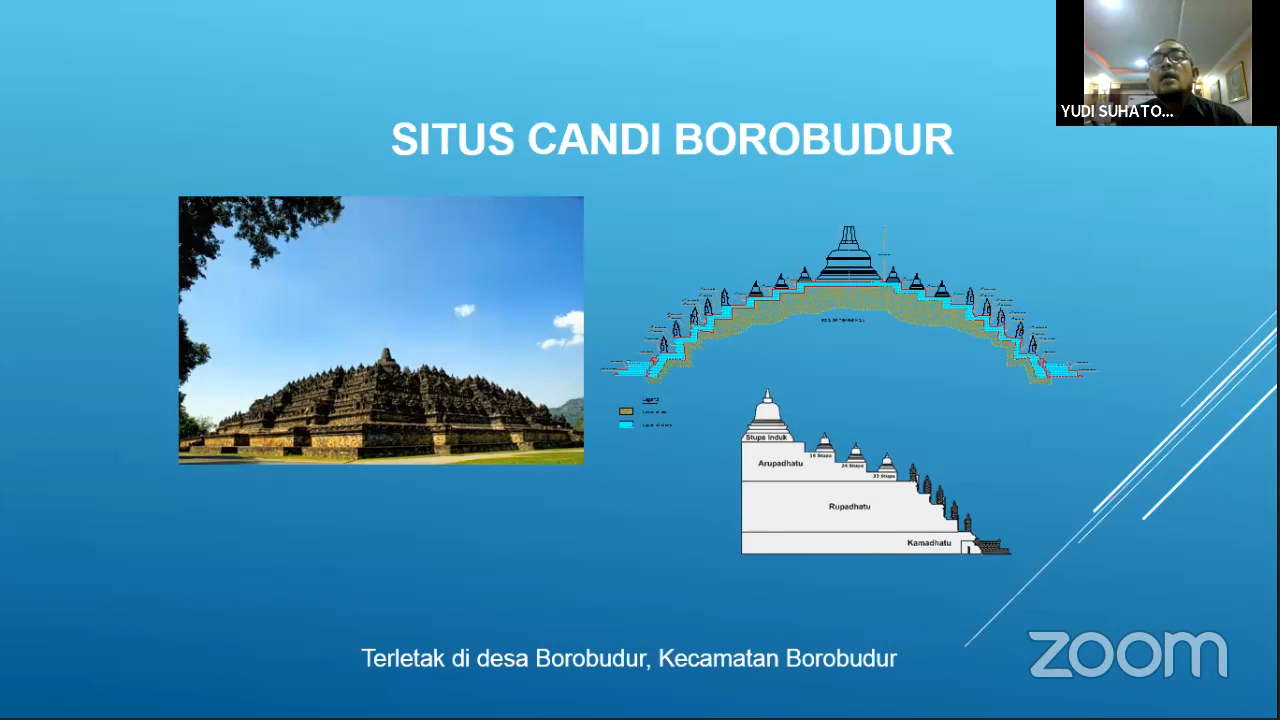 YUDI SUHATO...
SITUS CANDI BOROBUDUR
Stupa Induk
16 Stupa
24 Stupa
32 Stupa
Arupadhatu
Rupadhatu
Kamadhatu
Terletak di desa Borobudur, Kecamatan Borobudur
zoom